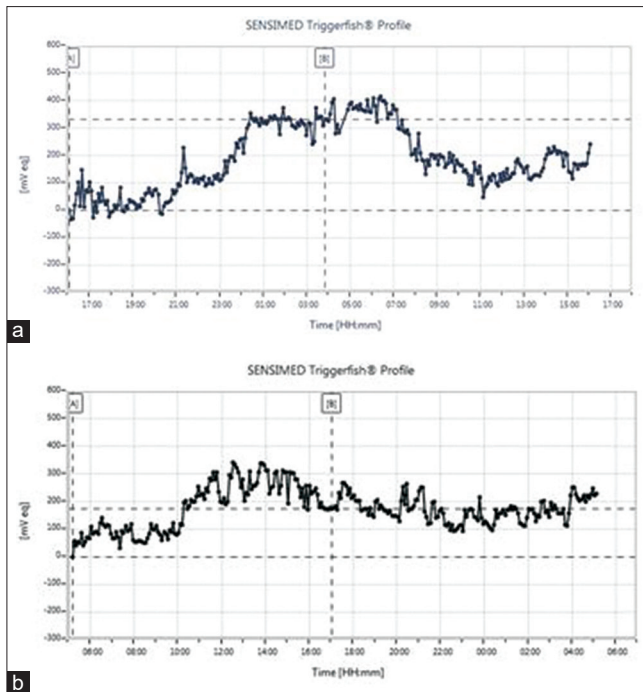 SENSIMED Triggerfish® Profile
600
500
400
300
200
100
0
-100
-200
-300
[mV eq]
A]
[B]
17:00 19:00 21:00 23:00 01:00 03:00 05:00 07:00 09:00 11:00 13:00 15:00 17:00
Time [HH:mm]
a
SENSIMED Triggerfish® Profile
600
500
400
300
200
100
0
-100
-200
-300
[mV eq]
[A]
[B]
06:00 08:00 10:00 12:00 14:00 16:00 18:00 20:00 22:00 00:00 02:00 04:00 06:00
Time [HH:mm]
b